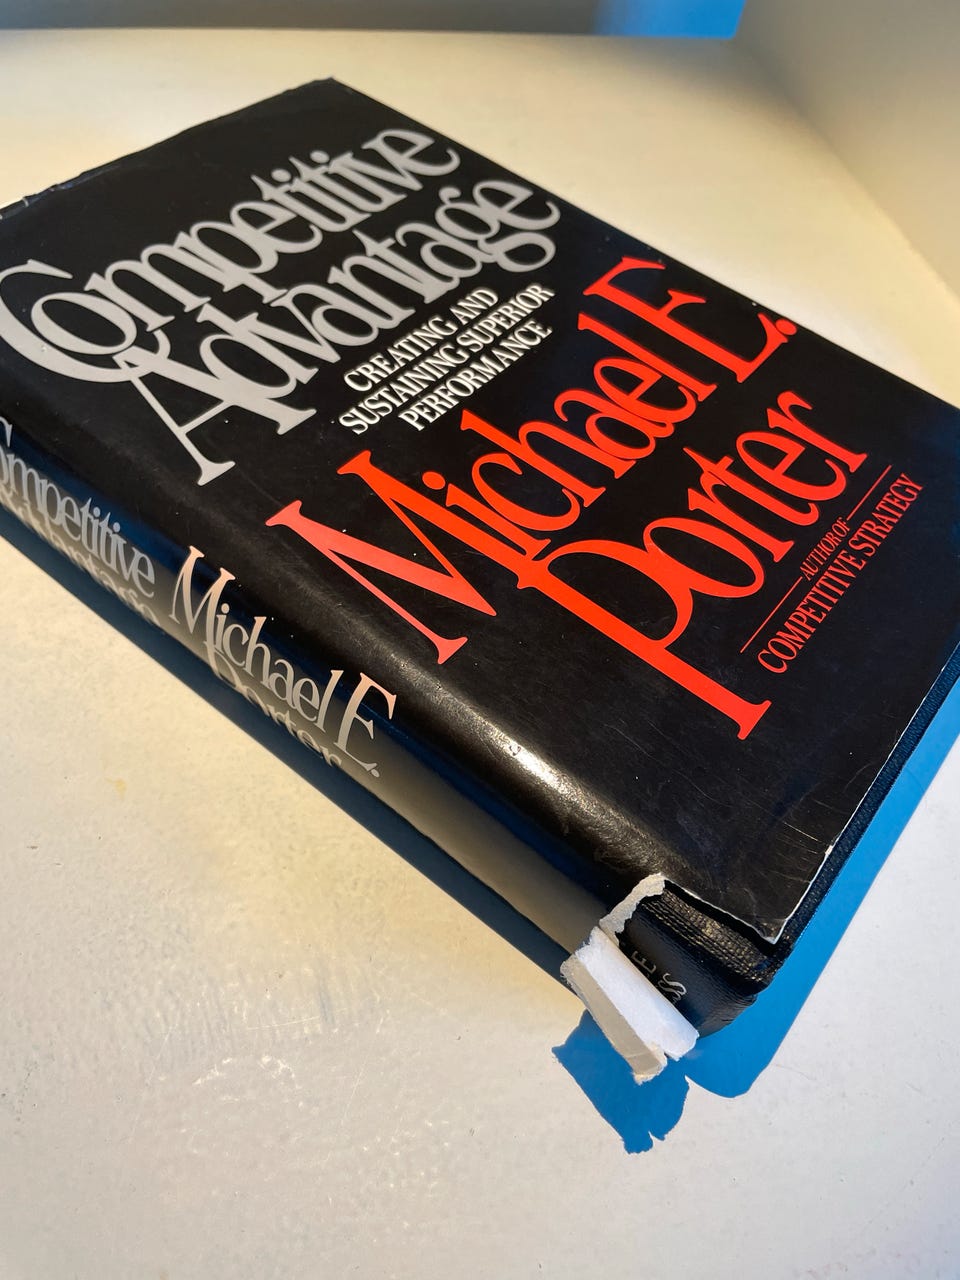 Competitive
Advantage
CREATING AND
SUSTAINING SUPERIOR
PERFORMANCE
Michael E.
Porter
AUTHOR OF
COMPETITIVE STRATEGY
Competitive
Advantage
Michael E.
Porter